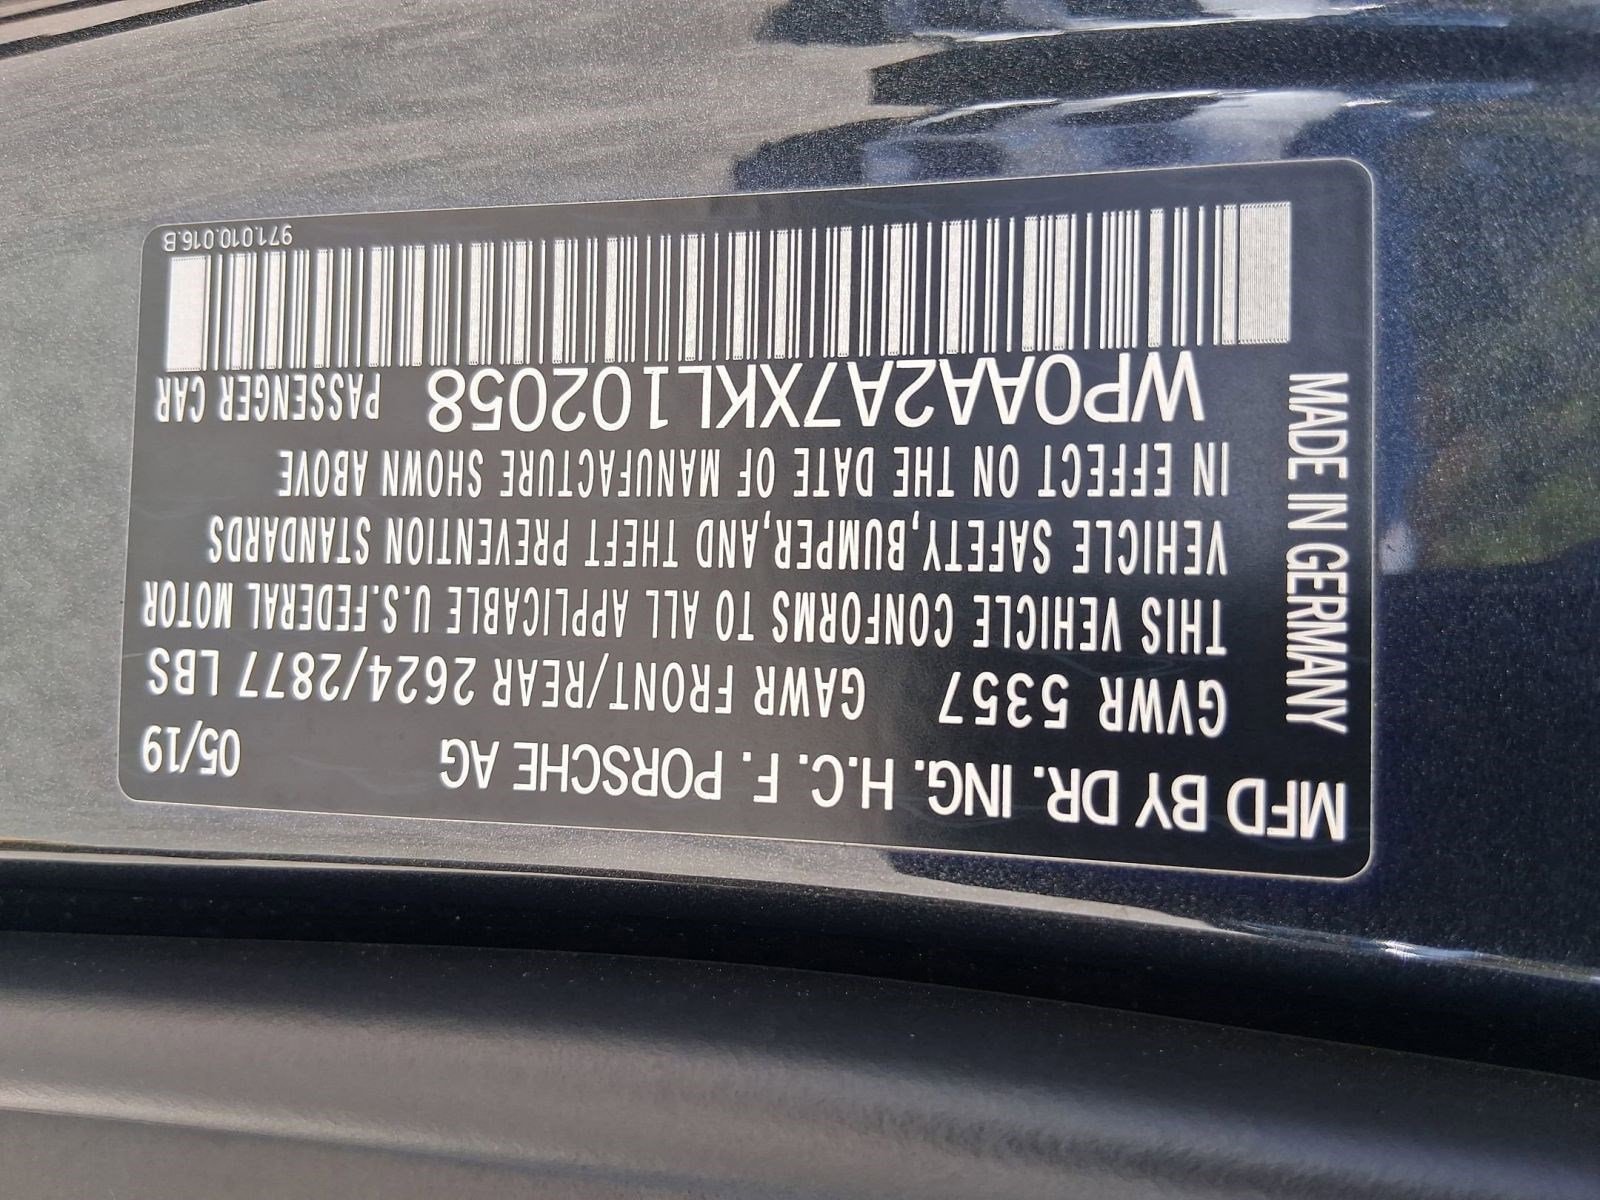 MFD BY DR. ING. H.C. F. PORSCHE AG 05/19
GVWR 5357 GAWR FRONT/REAR 2624/2877 LBS
THIS VEHICLE CONFORMS TO ALL APPLICABLE U.S.FEDERAL MOTOR
VEHICLE SAFETY,BUMPER,AND THEFT PREVENTION STANDARDS
IN EFFECT ON THE DATE OF MANUFACTURE SHOWN ABOVE
WP0AA2A7XKL102058 PASSENGER CAR
971.010.016.B
MADE IN GERMANY